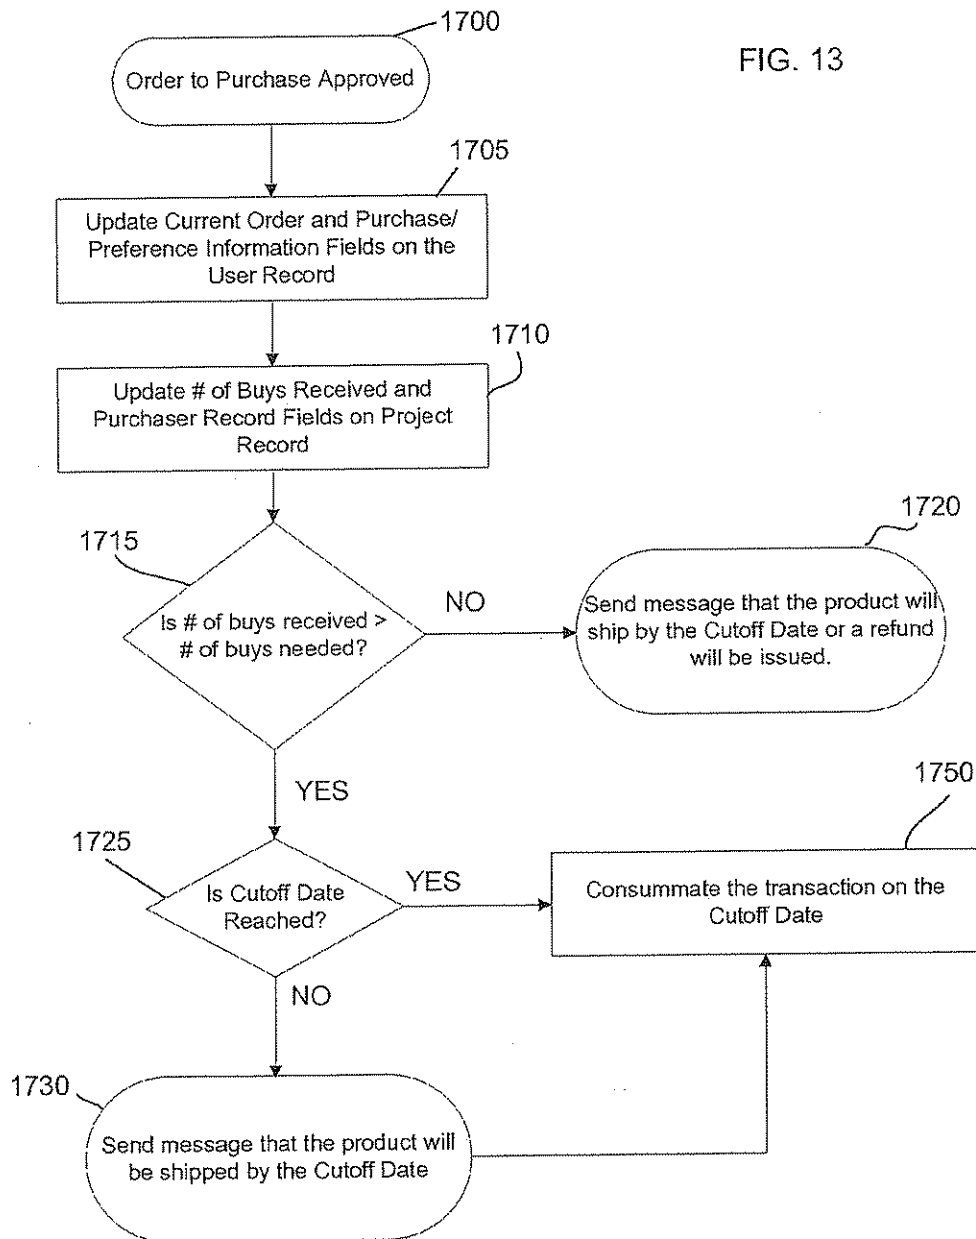 1700
FIG. 13
Order to Purchase Approved
1705
Update Current Order and Purchase/
Preference Information Fields on the
User Record
1710
Update # of Buys Received and
Purchaser Record Fields on Project
Record
1715
Is # of buys received >
# of buys needed?
NO
1720
Send message that the product will
ship by the Cutoff Date or a refund
will be issued.
YES
1725
Is Cutoff Date
Reached?
YES
1750
Consummate the transaction on the
Cutoff Date
NO
1730
Send message that the product will
be shipped by the Cutoff Date